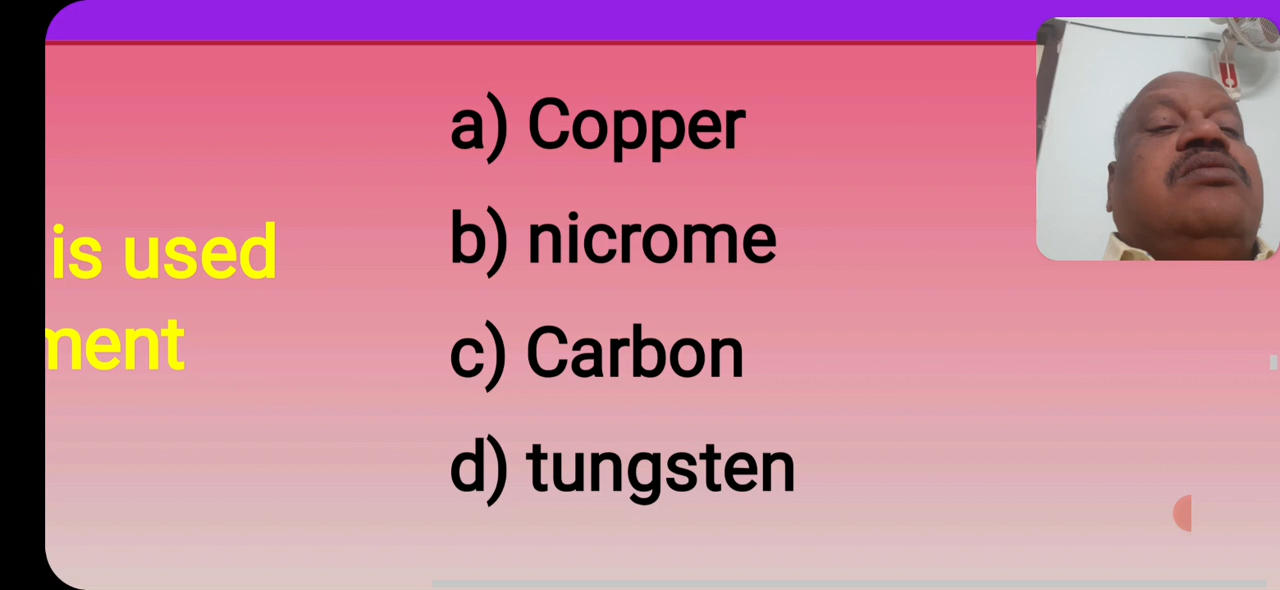 is used
ment
a) Copper
b) nicrome
c) Carbon
d) tungsten